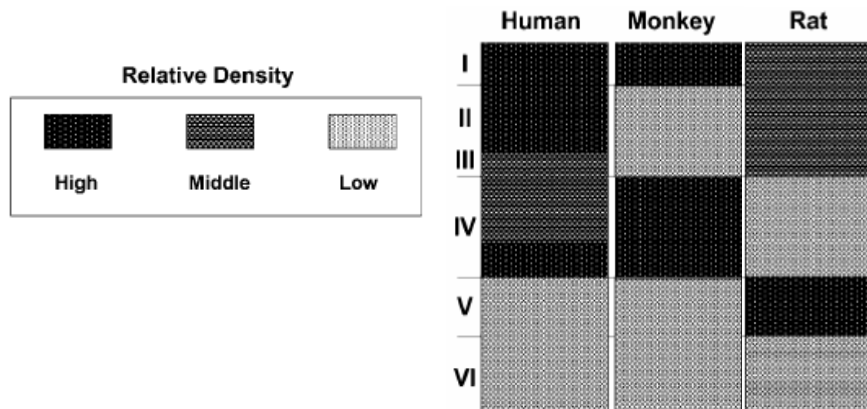 Relative Density
High Middle Low
Human Monkey Rat
I
II
III
IV
V
VI